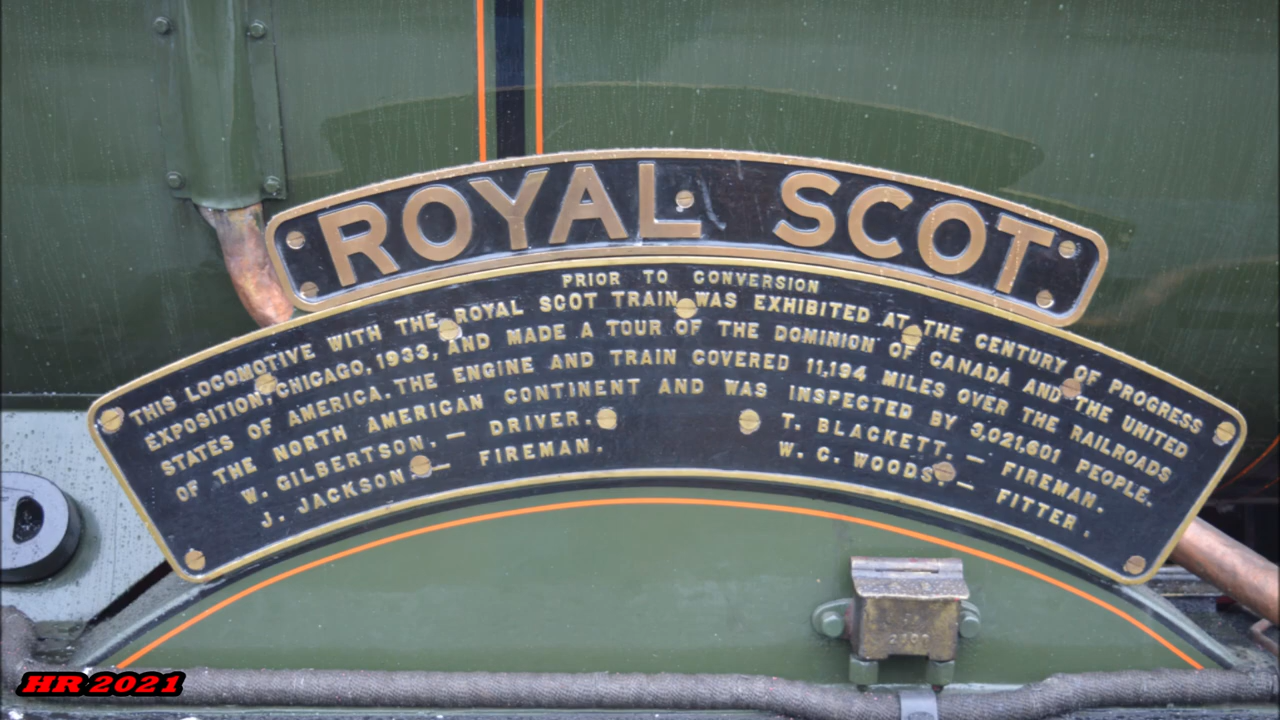 ROYAL SCOT
PRIOR TO CONVERSION
THIS LOCOMOTIVE WITH THE ROYAL SCOT TRAIN WAS EXHIBITED AT THE CENTURY OF PROGRESS
EXPOSITION, CHICAGO, 1933, AND MADE A TOUR OF THE DOMINION OF CANADA AND THE UNITED
STATES OF AMERICA. THE ENGINE AND TRAIN COVERED 11,194 MILES OVER THE RAILROADS
OF THE NORTH AMERICAN CONTINENT AND WAS INSPECTED BY 3,021,601 PEOPLE.
W. GILBERTSON. — DRIVER. T. BLACKETT. — FIREMAN.
J. JACKSON. — FIREMAN. W. C. WOODS — FITTER.
HR 2021